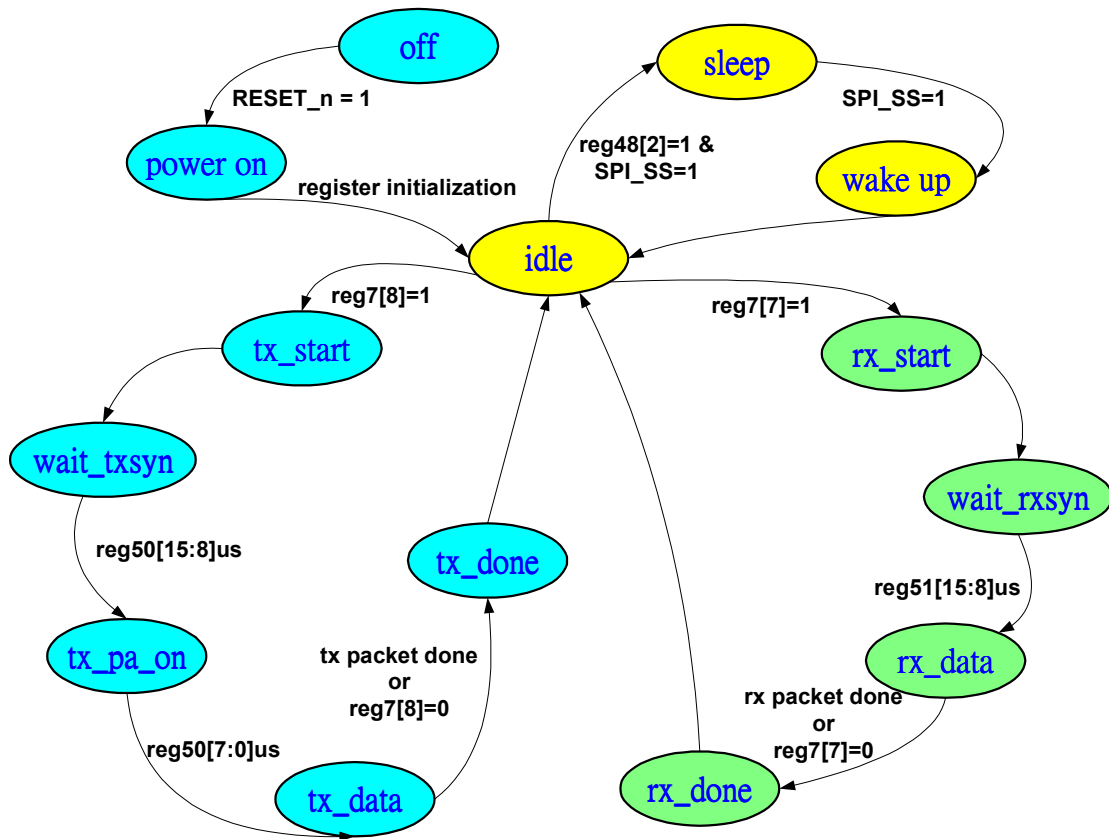 off
sleep
RESET_n = 1
SPI_SS=1
power on
reg48[2]=1 &
SPI_SS=1
wake up
register initialization
idle
reg7[8]=1
reg7[7]=1
tx_start
rx_start
wait_txsyn
wait_rxsyn
reg50[15:8]us
tx_done
reg51[15:8]us
tx_pa_on
tx packet done
or
reg7[8]=0
rx_data
rx packet done
or
reg7[7]=0
reg50[7:0]us
tx_data
rx_done